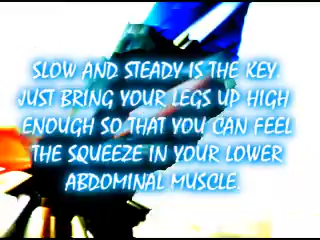 SLOW AND STEADY IS THE KEY.
JUST BRING YOUR LEGS UP HIGH
ENOUGH SO THAT YOU CAN FEEL
THE SQUEEZE IN YOUR LOWER
ABDOMINAL MUSCLE.